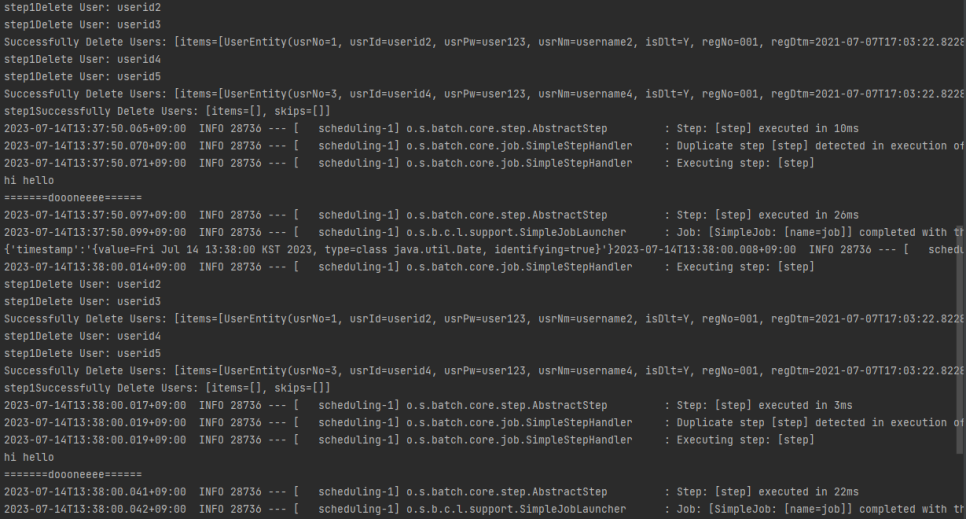 step1Delete User: userid2
step1Delete User: userid3
Successfully Delete Users: [items=[UserEntity(usrNo=1, usrId=userid2, usrPw=user123, usrNm=username2, isDlt=Y, regNo=001, regDtm=2021-07-07T17:03:22.8228
step1Delete User: userid4
step1Delete User: userid5
Successfully Delete Users: [items=[UserEntity(usrNo=3, usrId=userid4, usrPw=user123, usrNm=username4, isDlt=Y, regNo=001, regDtm=2021-07-07T17:03:22.8228
step1Successfully Delete Users: [items=[], skips=[]]
2023-07-14T13:37:50.065+09:00  INFO 28736 --- [   scheduling-1] o.s.batch.core.step.AbstractStep         : Step: [step] executed in 10ms
2023-07-14T13:37:50.070+09:00  INFO 28736 --- [   scheduling-1] o.s.batch.core.job.SimpleStepHandler     : Duplicate step [step] detected in execution of
2023-07-14T13:37:50.071+09:00  INFO 28736 --- [   scheduling-1] o.s.batch.core.job.SimpleStepHandler     : Executing step: [step]
hi hello
=======doooneeee======
2023-07-14T13:37:50.097+09:00  INFO 28736 --- [   scheduling-1] o.s.batch.core.step.AbstractStep         : Step: [step] executed in 26ms
2023-07-14T13:37:50.099+09:00  INFO 28736 --- [   scheduling-1] o.s.b.c.l.support.SimpleJobLauncher      : Job: [SimpleJob: [name=job]] completed with th
{'timestamp':'{value=Fri Jul 14 13:38:00 KST 2023, type=class java.util.Date, identifying=true}'}2023-07-14T13:38:00.008+09:00  INFO 28736 --- [   schedu
2023-07-14T13:38:00.014+09:00  INFO 28736 --- [   scheduling-1] o.s.batch.core.job.SimpleStepHandler     : Executing step: [step]
step1Delete User: userid2
step1Delete User: userid3
Successfully Delete Users: [items=[UserEntity(usrNo=1, usrId=userid2, usrPw=user123, usrNm=username2, isDlt=Y, regNo=001, regDtm=2021-07-07T17:03:22.8228
step1Delete User: userid4
step1Delete User: userid5
Successfully Delete Users: [items=[UserEntity(usrNo=3, usrId=userid4, usrPw=user123, usrNm=username4, isDlt=Y, regNo=001, regDtm=2021-07-07T17:03:22.8228
step1Successfully Delete Users: [items=[], skips=[]]
2023-07-14T13:38:00.017+09:00  INFO 28736 --- [   scheduling-1] o.s.batch.core.step.AbstractStep         : Step: [step] executed in 3ms
2023-07-14T13:38:00.019+09:00  INFO 28736 --- [   scheduling-1] o.s.batch.core.job.SimpleStepHandler     : Duplicate step [step] detected in execution of
2023-07-14T13:38:00.019+09:00  INFO 28736 --- [   scheduling-1] o.s.batch.core.job.SimpleStepHandler     : Executing step: [step]
hi hello
=======doooneeee======
2023-07-14T13:38:00.041+09:00  INFO 28736 --- [   scheduling-1] o.s.batch.core.step.AbstractStep         : Step: [step] executed in 22ms
2023-07-14T13:38:00.042+09:00  INFO 28736 --- [   scheduling-1] o.s.b.c.l.support.SimpleJobLauncher      : Job: [SimpleJob: [name=job]] completed with th